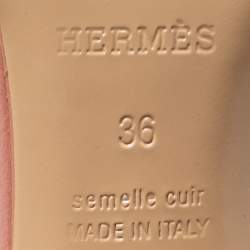 HERMÈS
36
semelle cuir
MADE IN ITALY